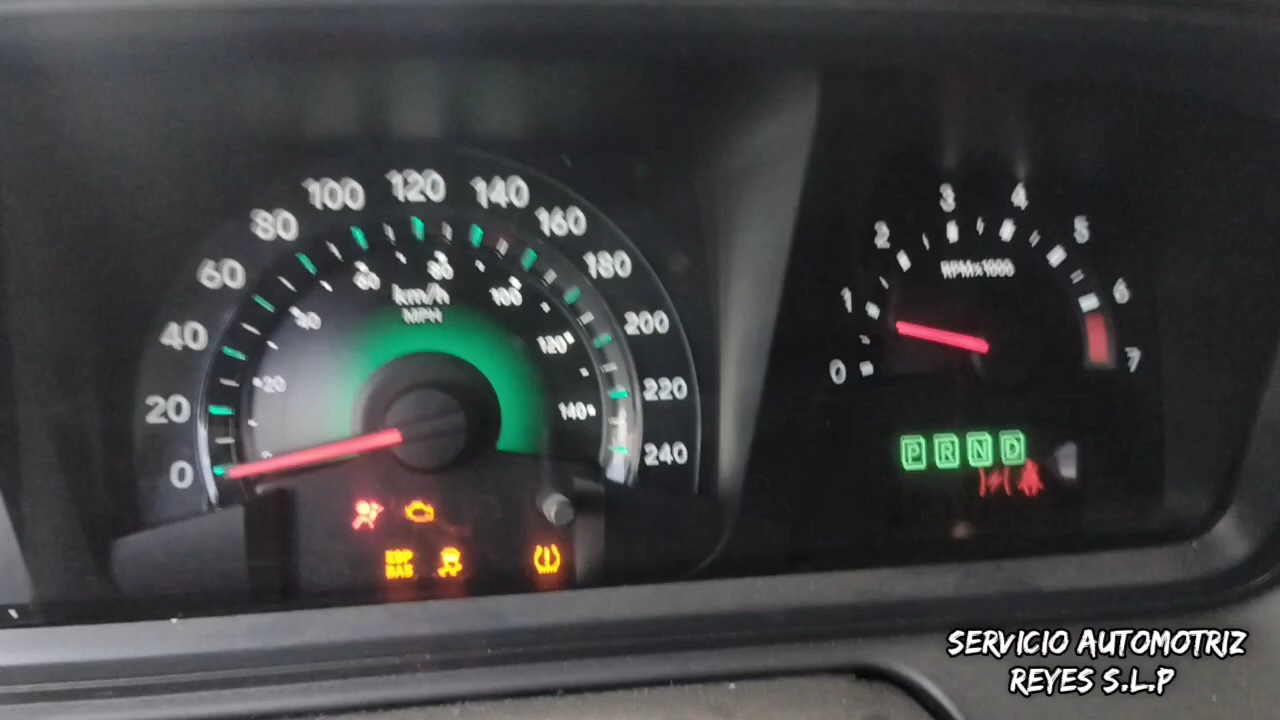 0 20 40 60 80 100 120 140 160 180 200 220 240
20 40 60 80 100 120 140
km/h
MPH
0 1 2 3 4 5 6 7
RPM×1000
P R N D
ESP
BAS
SERVICIO AUTOMOTRIZ
REYES S.L.P